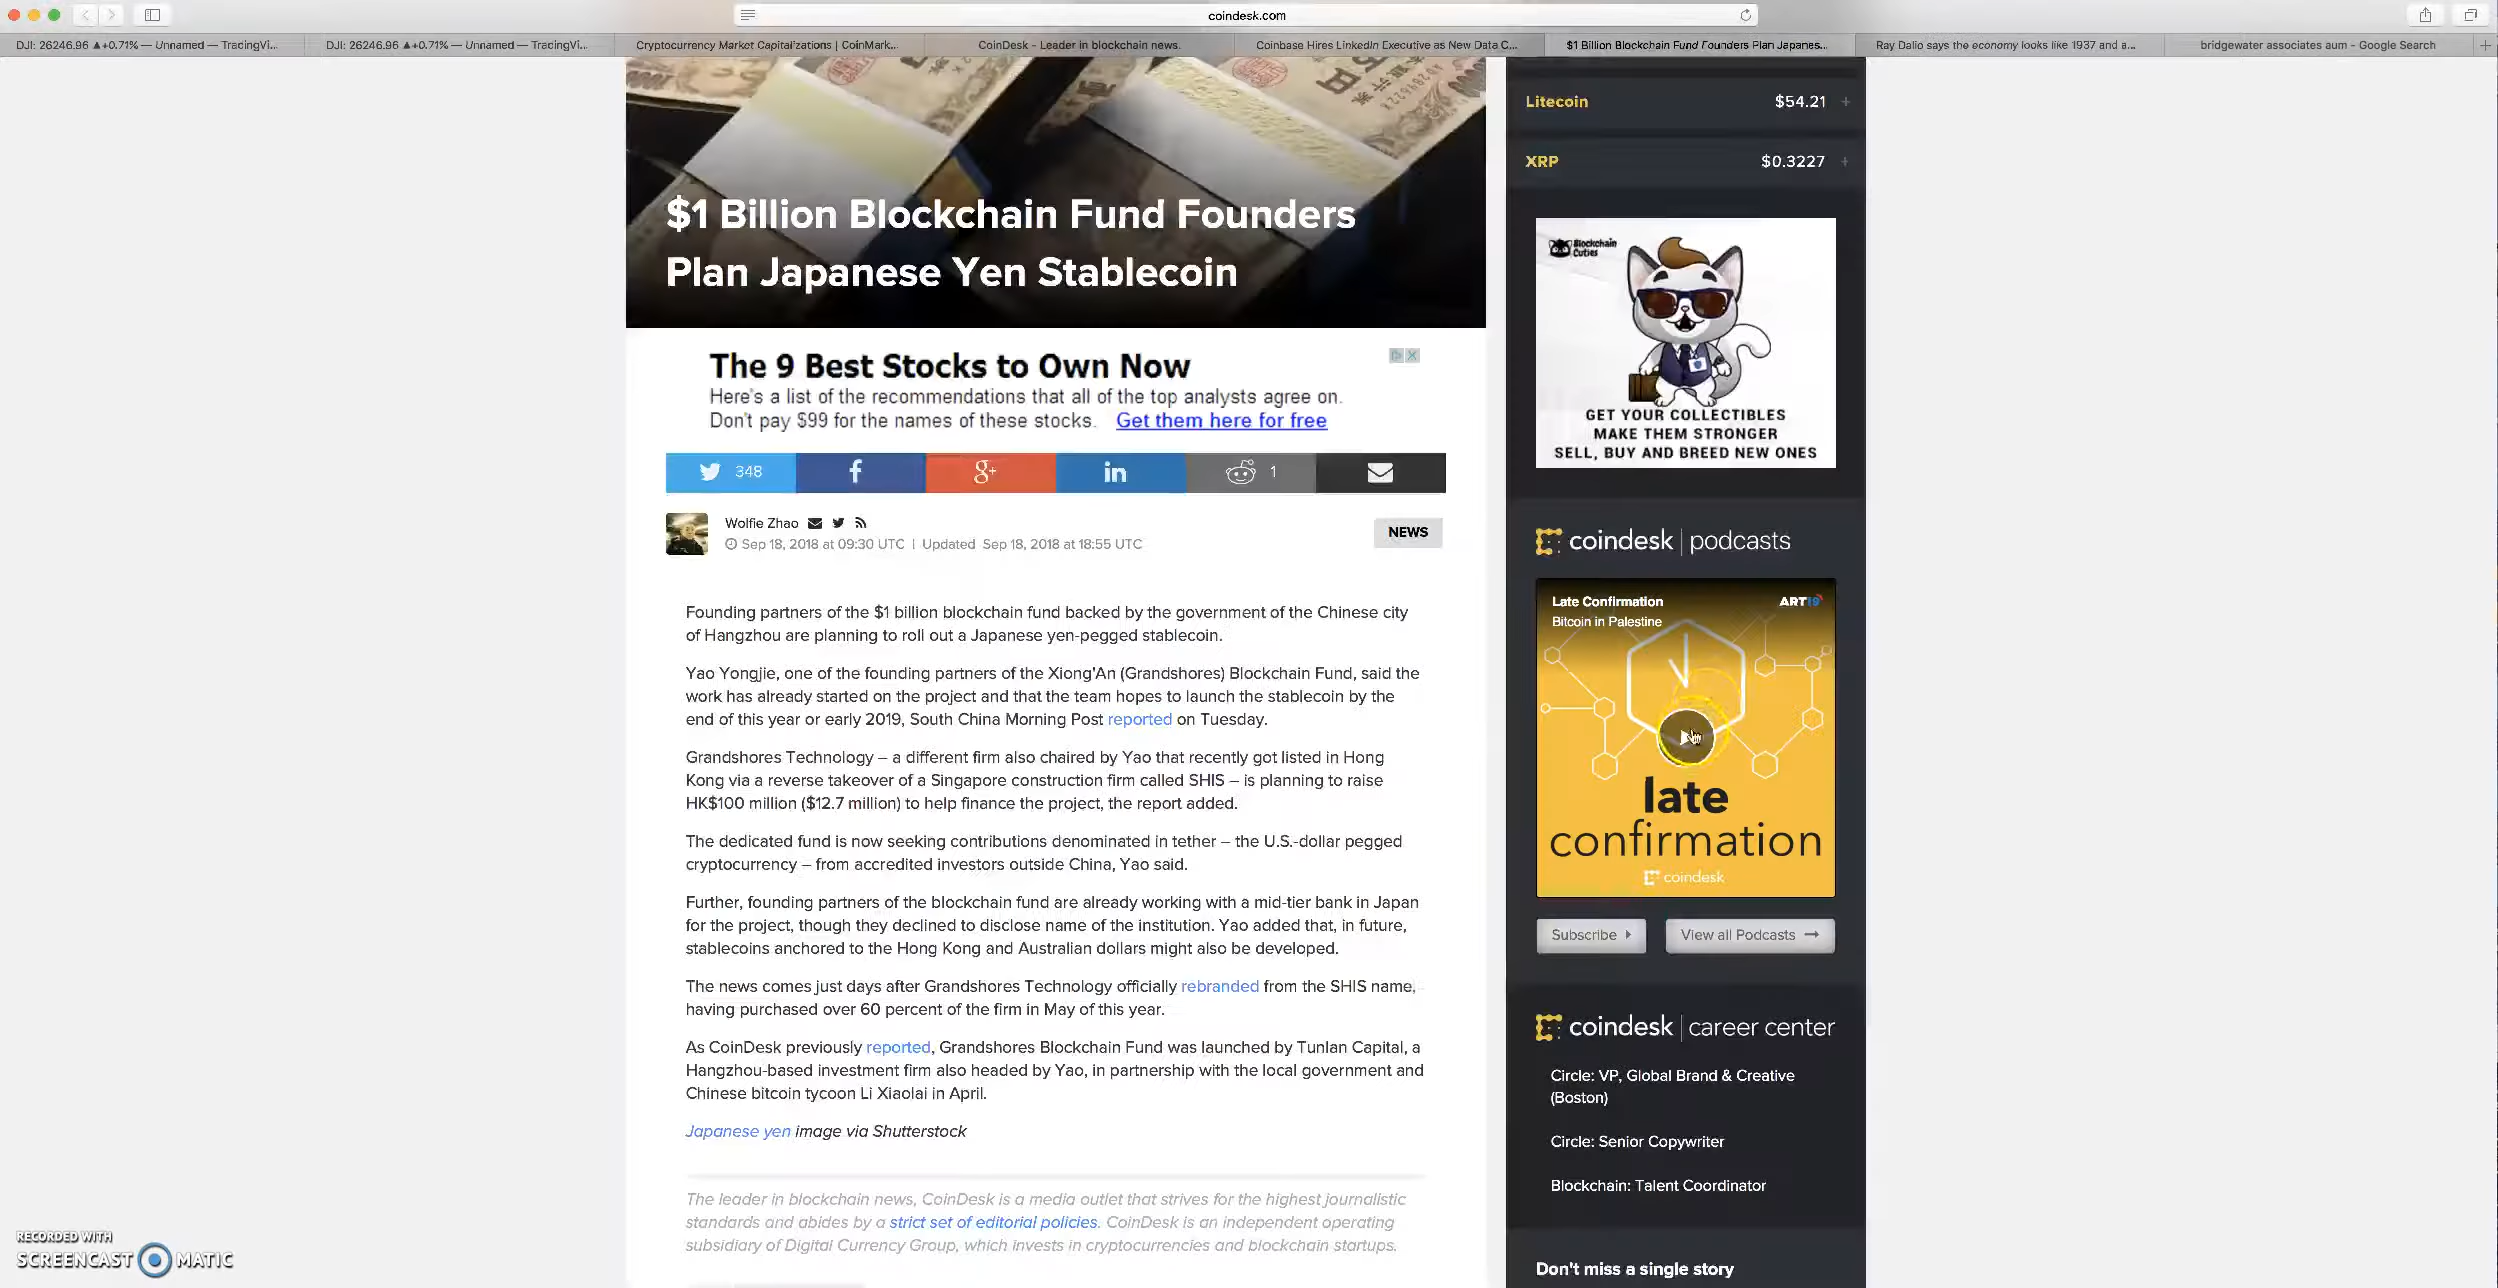 coindesk.com
DJI: 26246.96 ▲+0.71% — Unnamed — TradingVi...
DJI: 26246.96 ▲+0.71% — Unnamed — TradingVi...
Cryptocurrency Market Capitalizations | CoinMark...
CoinDesk - Leader in blockchain news.
Coinbase Hires LinkedIn Executive as New Data C...
$1 Billion Blockchain Fund Founders Plan Japanes...
Ray Dalio says the economy looks like 1937 and a...
bridgewater associates aum - Google Search
$1 Billion Blockchain Fund Founders
Plan Japanese Yen Stablecoin
The 9 Best Stocks to Own Now
Here's a list of the recommendations that all of the top analysts agree on.
Don't pay $99 for the names of these stocks. Get them here for free
348
f
g+
in
1
Wolfie Zhao
Sep 18, 2018 at 09:30 UTC | Updated Sep 18, 2018 at 18:55 UTC
NEWS
Founding partners of the $1 billion blockchain fund backed by the government of the Chinese city
of Hangzhou are planning to roll out a Japanese yen-pegged stablecoin.
Yao Yongjie, one of the founding partners of the Xiong'An (Grandshores) Blockchain Fund, said the
work has already started on the project and that the team hopes to launch the stablecoin by the
end of this year or early 2019, South China Morning Post reported on Tuesday.
Grandshores Technology – a different firm also chaired by Yao that recently got listed in Hong
Kong via a reverse takeover of a Singapore construction firm called SHIS – is planning to raise
HK$100 million ($12.7 million) to help finance the project, the report added.
The dedicated fund is now seeking contributions denominated in tether – the U.S.-dollar pegged
cryptocurrency – from accredited investors outside China, Yao said.
Further, founding partners of the blockchain fund are already working with a mid-tier bank in Japan
for the project, though they declined to disclose name of the institution. Yao added that, in future,
stablecoins anchored to the Hong Kong and Australian dollars might also be developed.
The news comes just days after Grandshores Technology officially rebranded from the SHIS name,
having purchased over 60 percent of the firm in May of this year.
As CoinDesk previously reported, Grandshores Blockchain Fund was launched by Tunlan Capital, a
Hangzhou-based investment firm also headed by Yao, in partnership with the local government and
Chinese bitcoin tycoon Li Xiaolai in April.
Japanese yen image via Shutterstock
The leader in blockchain news, CoinDesk is a media outlet that strives for the highest journalistic
standards and abides by a strict set of editorial policies. CoinDesk is an independent operating
subsidiary of Digital Currency Group, which invests in cryptocurrencies and blockchain startups.
Litecoin $54.21 +
XRP $0.3227 +
Blockchain
Cuties
GET YOUR COLLECTIBLES
MAKE THEM STRONGER
SELL, BUY AND BREED NEW ONES
coindesk | podcasts
Late Confirmation
ART19
Bitcoin in Palestine
late
confirmation
coindesk
Subscribe
View all Podcasts
coindesk | career center
Circle: VP, Global Brand & Creative
(Boston)
Circle: Senior Copywriter
Blockchain: Talent Coordinator
Don't miss a single story
RECORDED WITH
SCREENCAST MATIC